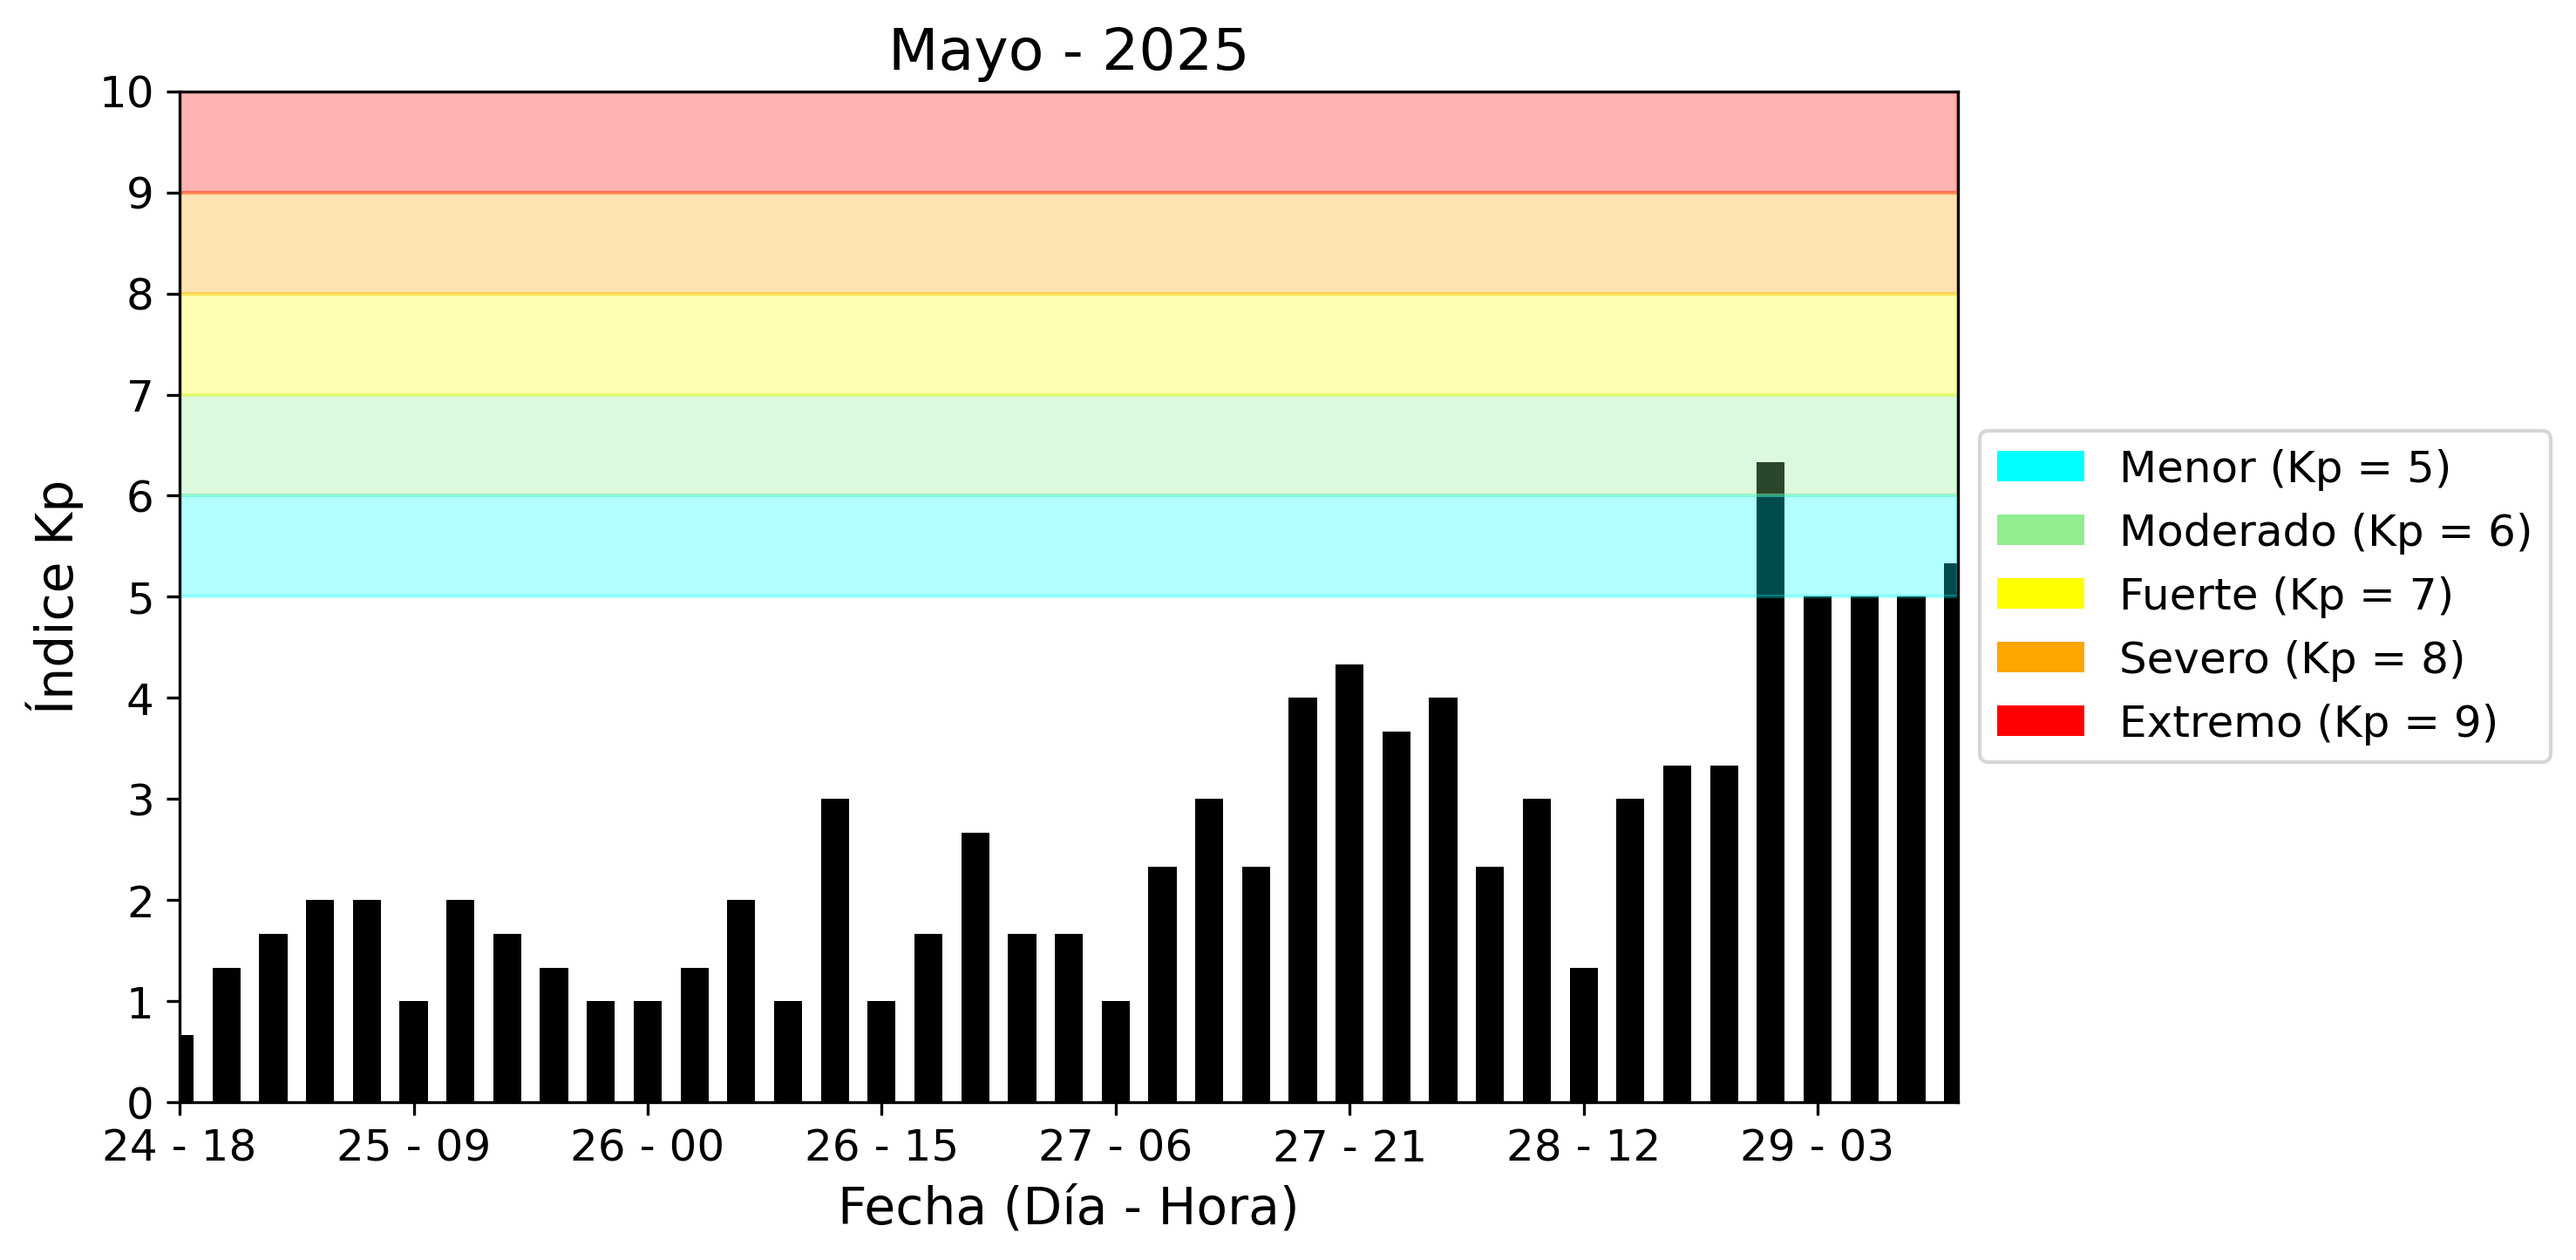 Mayo - 2025
10
9
8
7
6
5
4
3
2
1
0
Índice Kp
24 - 18
25 - 09
26 - 00
26 - 15
27 - 06
27 - 21
28 - 12
29 - 03
Fecha (Día - Hora)
Menor (Kp = 5)
Moderado (Kp = 6)
Fuerte (Kp = 7)
Severo (Kp = 8)
Extremo (Kp = 9)